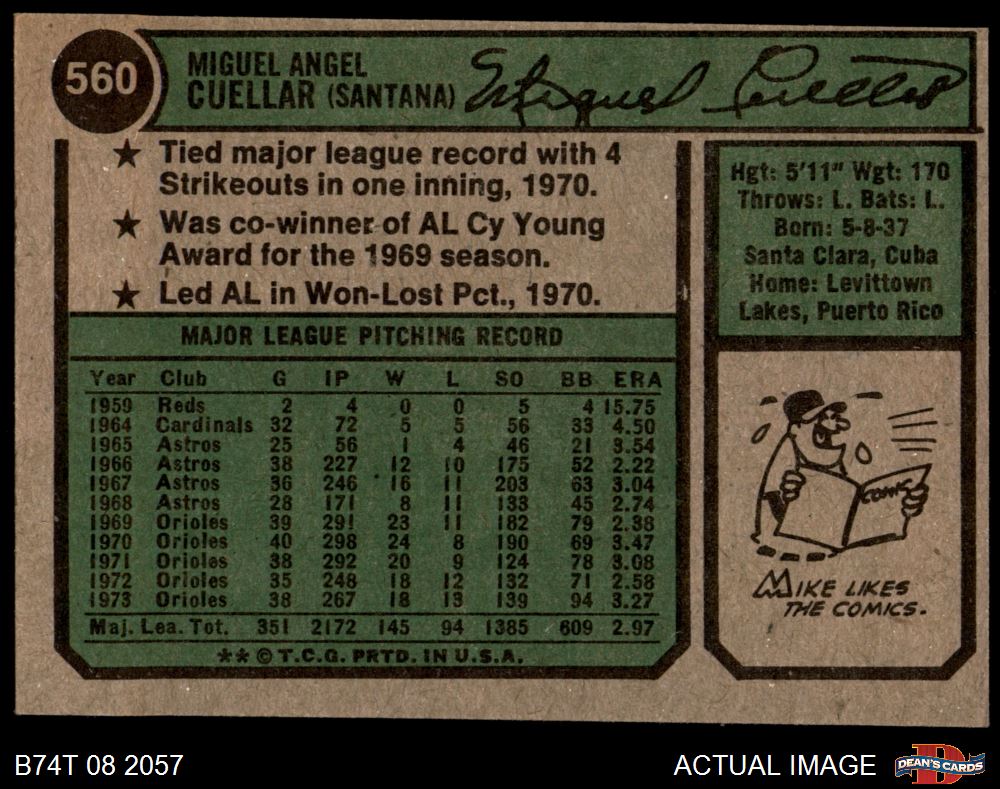 560
MIGUEL ANGEL
CUELLAR (SANTANA)
Miguel Cuellar
★ Tied major league record with 4
Strikeouts in one inning, 1970.
★ Was co-winner of AL Cy Young
Award for the 1969 season.
★ Led AL in Won-Lost Pct., 1970.
Hgt: 5'11" Wgt: 170
Throws: L. Bats: L.
Born: 5-8-37
Santa Clara, Cuba
Home: Levittown
Lakes, Puerto Rico
MAJOR LEAGUE PITCHING RECORD
Year Club G IP W L SO BB ERA
1959 Reds 2 4 0 0 5 4 15.75
1964 Cardinals 32 72 5 5 56 33 4.50
1965 Astros 25 56 1 4 46 21 3.54
1966 Astros 38 227 12 10 175 52 2.22
1967 Astros 36 246 16 11 203 63 3.04
1968 Astros 28 171 8 11 133 45 2.74
1969 Orioles 39 291 23 11 182 79 2.38
1970 Orioles 40 298 24 8 190 69 3.47
1971 Orioles 38 292 20 9 124 78 3.08
1972 Orioles 35 248 18 12 132 71 2.58
1973 Orioles 38 267 18 13 139 94 3.27
Maj. Lea. Tot. 351 2172 145 94 1385 609 2.97
** © T.C.G. PRTD. IN U.S.A.
COMIC
MIKE LIKES
THE COMICS.
B74T 08 2057
ACTUAL IMAGE
D
DEAN'S CARDS